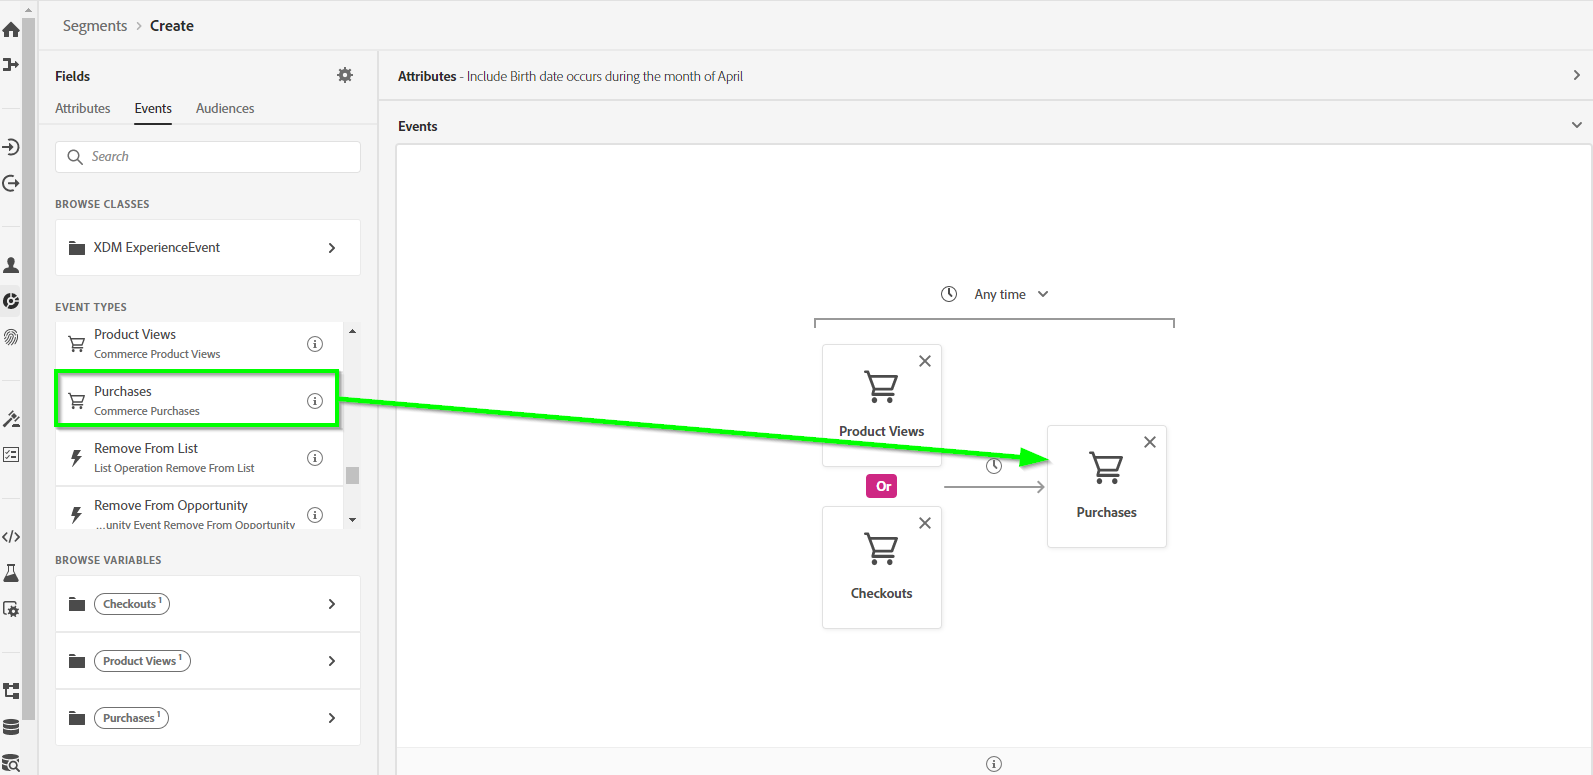 Segments › Create
Fields
Attributes Events Audiences
Search
BROWSE CLASSES
XDM ExperienceEvent
EVENT TYPES
Product Views
Commerce Product Views
Purchases
Commerce Purchases
Remove From List
List Operation Remove From List
Remove From Opportunity
...unity Event Remove From Opportunity
BROWSE VARIABLES
Checkouts 1
Product Views 1
Purchases 1
Attributes - Include Birth date occurs during the month of April
Events
Any time
Product Views
Or
Checkouts
Purchases